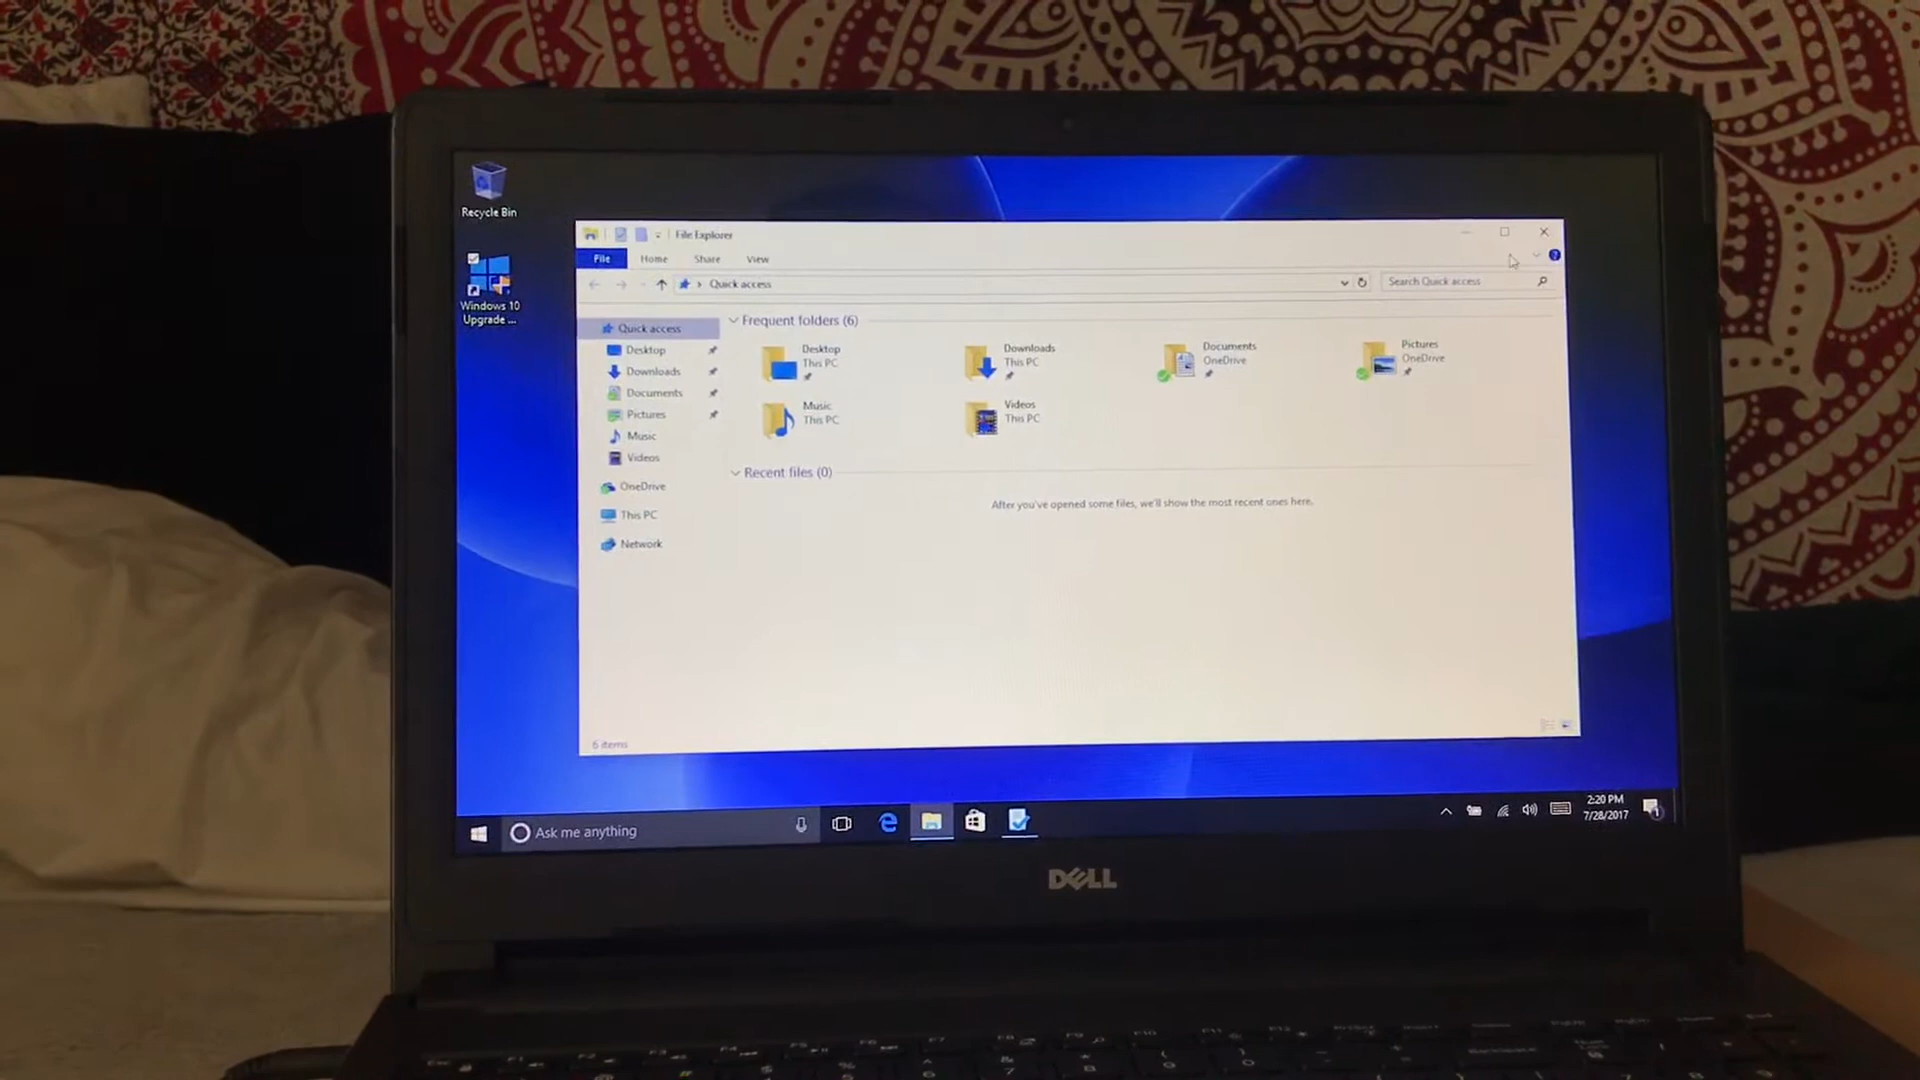 Recycle Bin
Windows 10
Upgrade ...
File Explorer
File
Home
Share
View
Quick access
Search Quick access
Quick access
Desktop
Downloads
Documents
Pictures
Music
Videos
OneDrive
This PC
Network
Frequent folders (6)
Desktop
This PC
Downloads
This PC
Documents
OneDrive
Pictures
OneDrive
Music
This PC
Videos
This PC
Recent files (0)
After you've opened some files, we'll show the most recent ones here.
6 items
Ask me anything
2:20 PM
7/28/2017
DELL